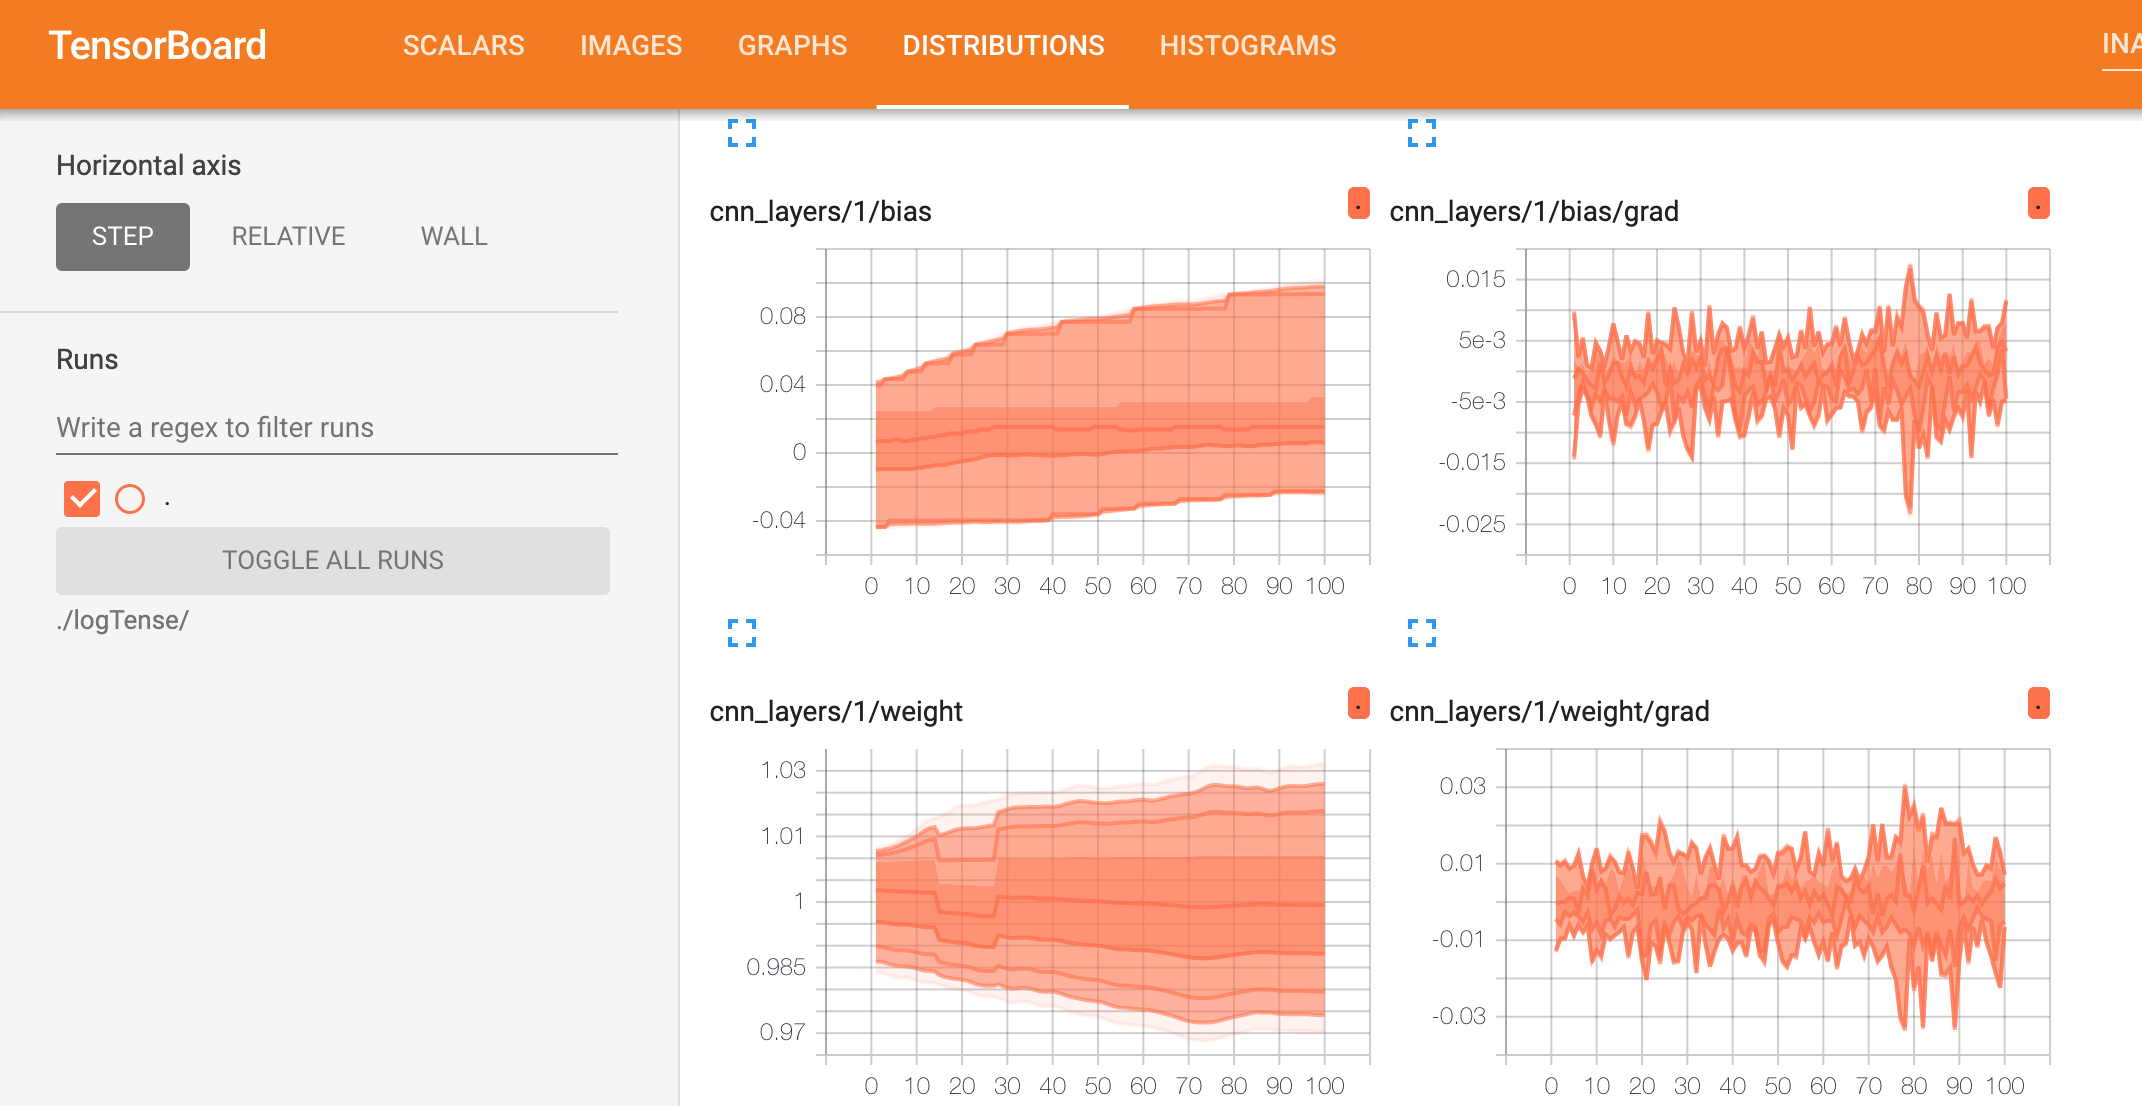 TensorBoard SCALARS IMAGES GRAPHS DISTRIBUTIONS HISTOGRAMS INA
Horizontal axis
STEP RELATIVE WALL
Runs
Write a regex to filter runs
.
TOGGLE ALL RUNS
./logTense/
cnn_layers/1/bias .
0.08
0.04
0
-0.04
0 10 20 30 40 50 60 70 80 90 100
cnn_layers/1/bias/grad .
0.015
5e-3
-5e-3
-0.015
-0.025
0 10 20 30 40 50 60 70 80 90 100
cnn_layers/1/weight .
1.03
1.01
1
0.985
0.97
0 10 20 30 40 50 60 70 80 90 100
cnn_layers/1/weight/grad .
0.03
0.01
-0.01
-0.03
0 10 20 30 40 50 60 70 80 90 100